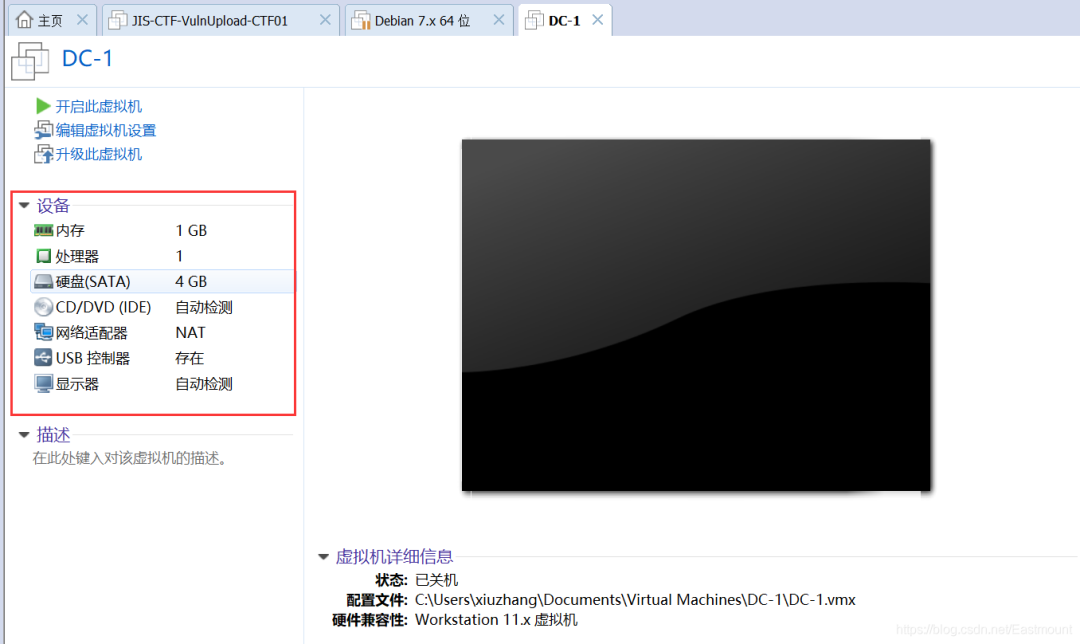 主页 JIS-CTF-VulnUpload-CTF01 Debian 7.x 64 位 DC-1
DC-1
开启此虚拟机
编辑虚拟机设置
升级此虚拟机
设备
内存 1 GB
处理器 1
硬盘(SATA) 4 GB
CD/DVD (IDE) 自动检测
网络适配器 NAT
USB 控制器 存在
显示器 自动检测
描述
在此处键入对该虚拟机的描述。
虚拟机详细信息
状态: 已关机
配置文件: C:\Users\xiuzhang\Documents\Virtual Machines\DC-1\DC-1.vmx
硬件兼容性: Workstation 11.x 虚拟机
https://blog.csdn.net/Eastmount